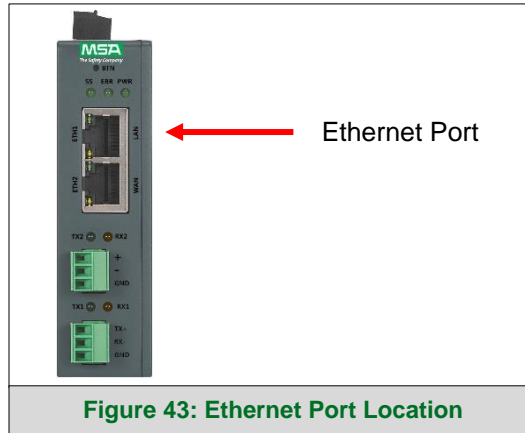 MSA
The Safety Company
BTN
SS ERR PWR
ETH1
LAN
Ethernet Port
ETH2
WAN
TX2 RX2
+
-
GND
TX1 RX1
TX+
RX-
GND
Figure 43: Ethernet Port Location